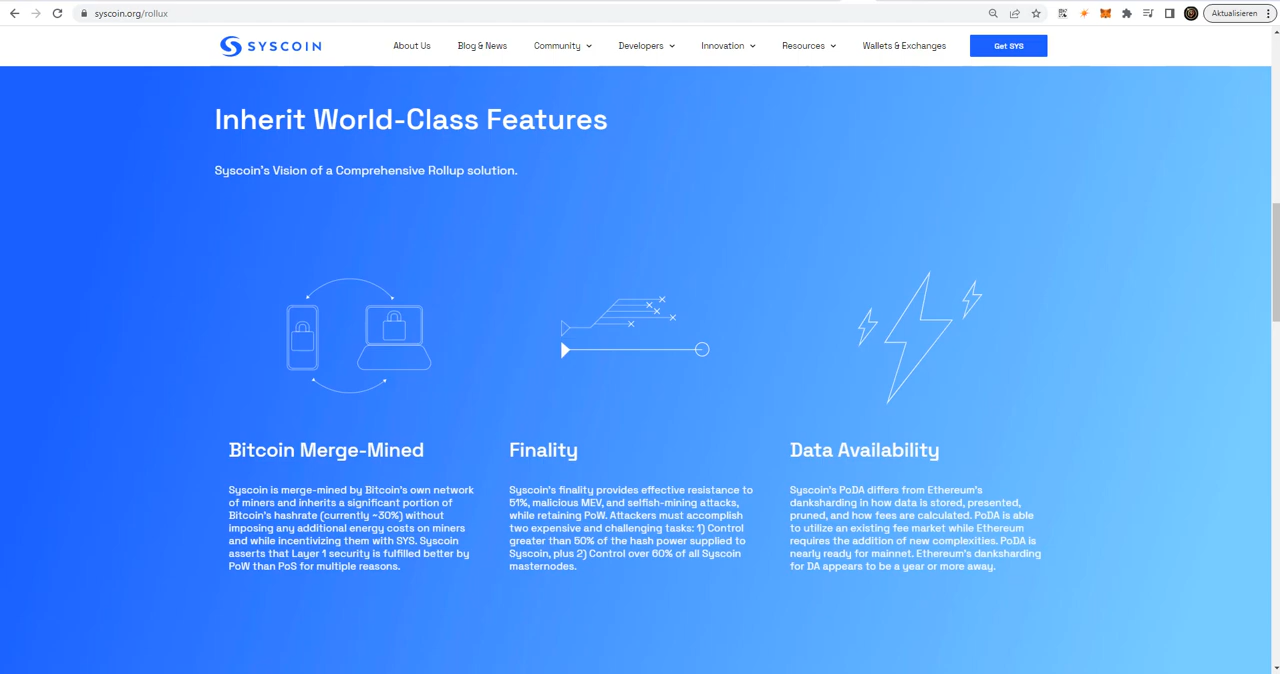 syscoin.org/rollux
Aktualisieren
SYSCOIN
About Us
Blog & News
Community
Developers
Innovation
Resources
Wallets & Exchanges
Get SYS
Inherit World-Class Features
Syscoin's Vision of a Comprehensive Rollup solution.
Bitcoin Merge-Mined
Syscoin is merge-mined by Bitcoin's own network
of miners and inherits a significant portion of
Bitcoin's hashrate (currently ~30%) without
imposing any additional energy costs on miners
and while incentivizing them with SYS. Syscoin
asserts that Layer 1 security is fulfilled better by
PoW than PoS for multiple reasons.
Finality
Syscoin's finality provides effective resistance to
51%, malicious MEV, and selfish-mining attacks,
while retaining PoW. Attackers must accomplish
two expensive and challenging tasks: 1) Control
greater than 50% of the hash power supplied to
Syscoin, plus 2) Control over 60% of all Syscoin
masternodes.
Data Availability
Syscoin's PoDA differs from Ethereum's
danksharding in how data is stored, presented,
pruned, and how fees are calculated. PoDA is able
to utilize an existing fee market while Ethereum
requires the addition of new complexities. PoDA is
nearly ready for mainnet. Ethereum's danksharding
for DA appears to be a year or more away.